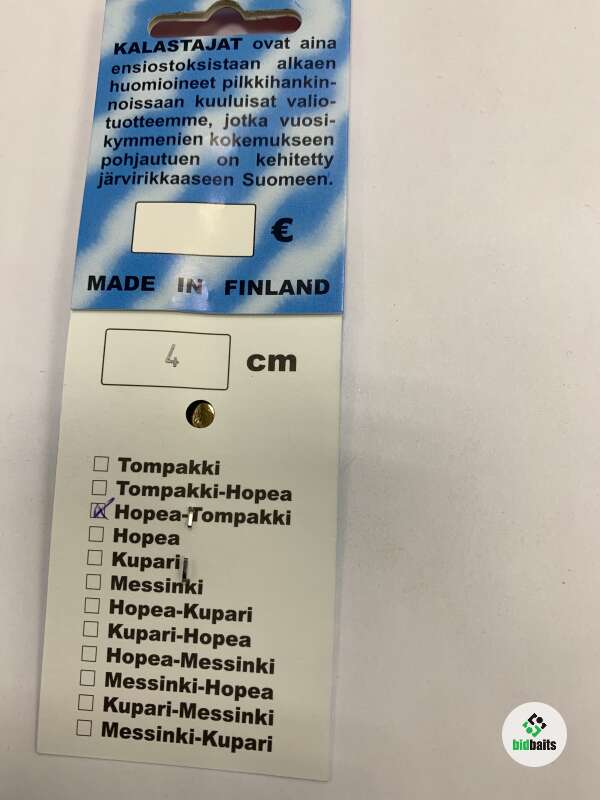 KALASTAJAT ovat aina
ensiostoksistaan alkaen
huomioineet pilkkihankin-
noissaan kuuluisat valio-
tuotteemme, jotka vuosi-
kymmenien kokemukseen
pohjautuen on kehitetty
järvirikkaaseen Suomeen.
€
MADE IN FINLAND
4 cm
Tompakki
Tompakki-Hopea
Hopea-Tompakki
Hopea
Kupari
Messinki
Hopea-Kupari
Kupari-Hopea
Hopea-Messinki
Messinki-Hopea
Kupari-Messinki
Messinki-Kupari
bidbaits